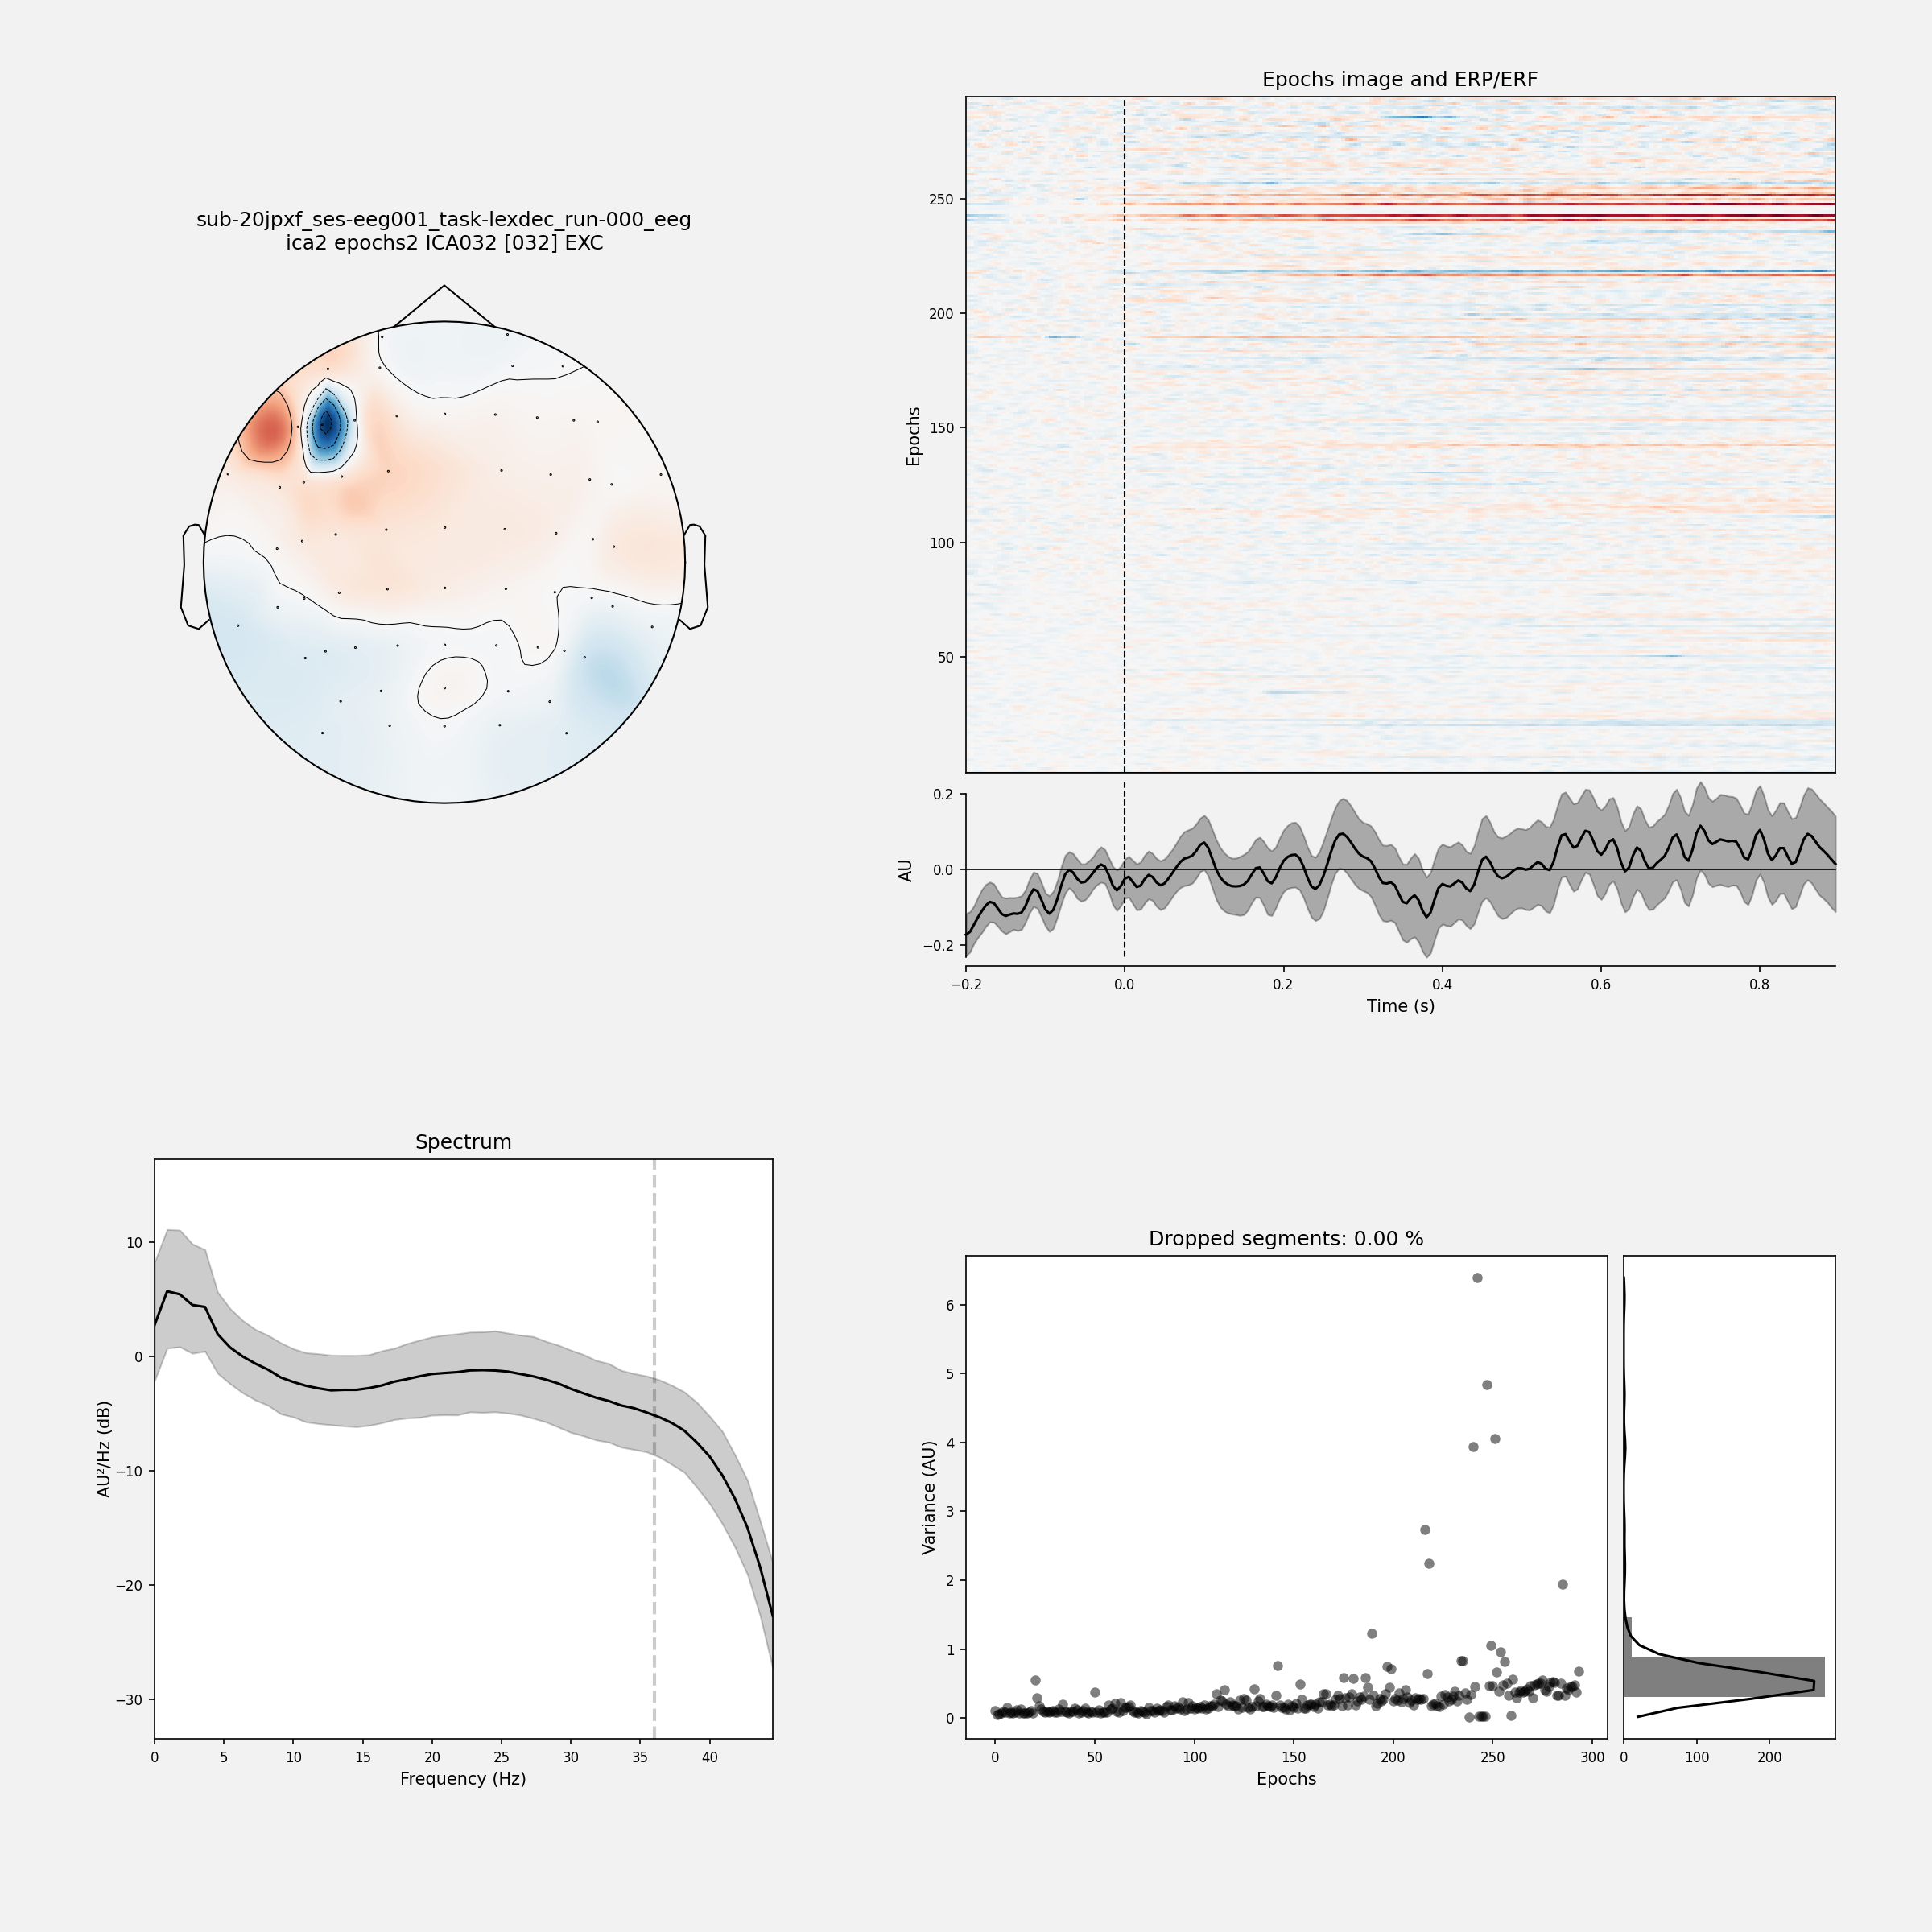 sub-20jpxf_ses-eeg001_task-lexdec_run-000_eeg
ica2 epochs2 ICA032 [032] EXC
Epochs image and ERP/ERF
Epochs
250
200
150
100
50
AU
0.2
0.0
−0.2
−0.2 0.0 0.2 0.4 0.6 0.8
Time (s)
Spectrum
AU²/Hz (dB)
10
0
−10
−20
−30
0 5 10 15 20 25 30 35 40
Frequency (Hz)
Dropped segments: 0.00 %
Variance (AU)
6
5
4
3
2
1
0
0 50 100 150 200 250 300
Epochs
0 100 200